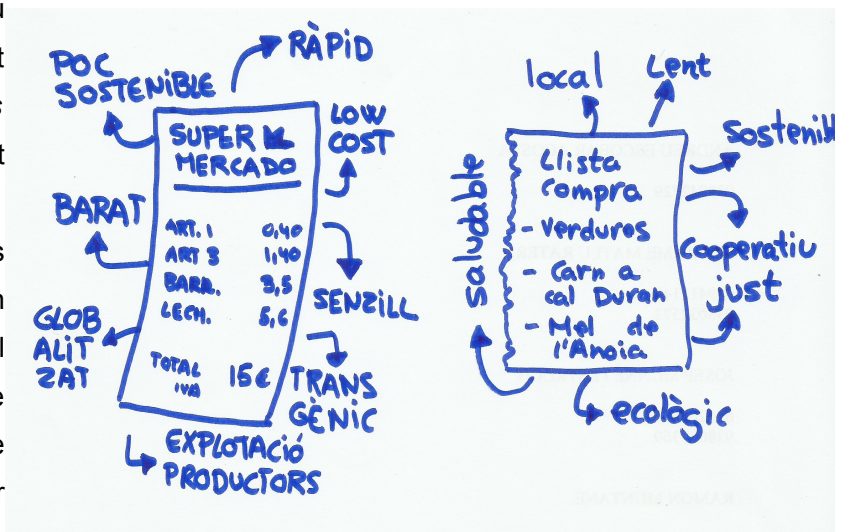 RÀPID
POC
SOSTENiBLE
LOW
COST
SUPER M
MERCADO
BARAT
ART. 1 0,40
ART 3 1,40
BARR. 3,5
LECH. 5,6
SENZiLL
GLOB
ALiT
ZAT
TOTAL 15€
IVA
TRANS
GÈNiC
EXPLOTACIÓ
PRODUCTORS
local
Lent
Sostenibl
saludable
Llista
compra
- Verdures
- Carn a
cal Duran
- Mel de
l'Anoia
Cooperatiu
just
ecològic